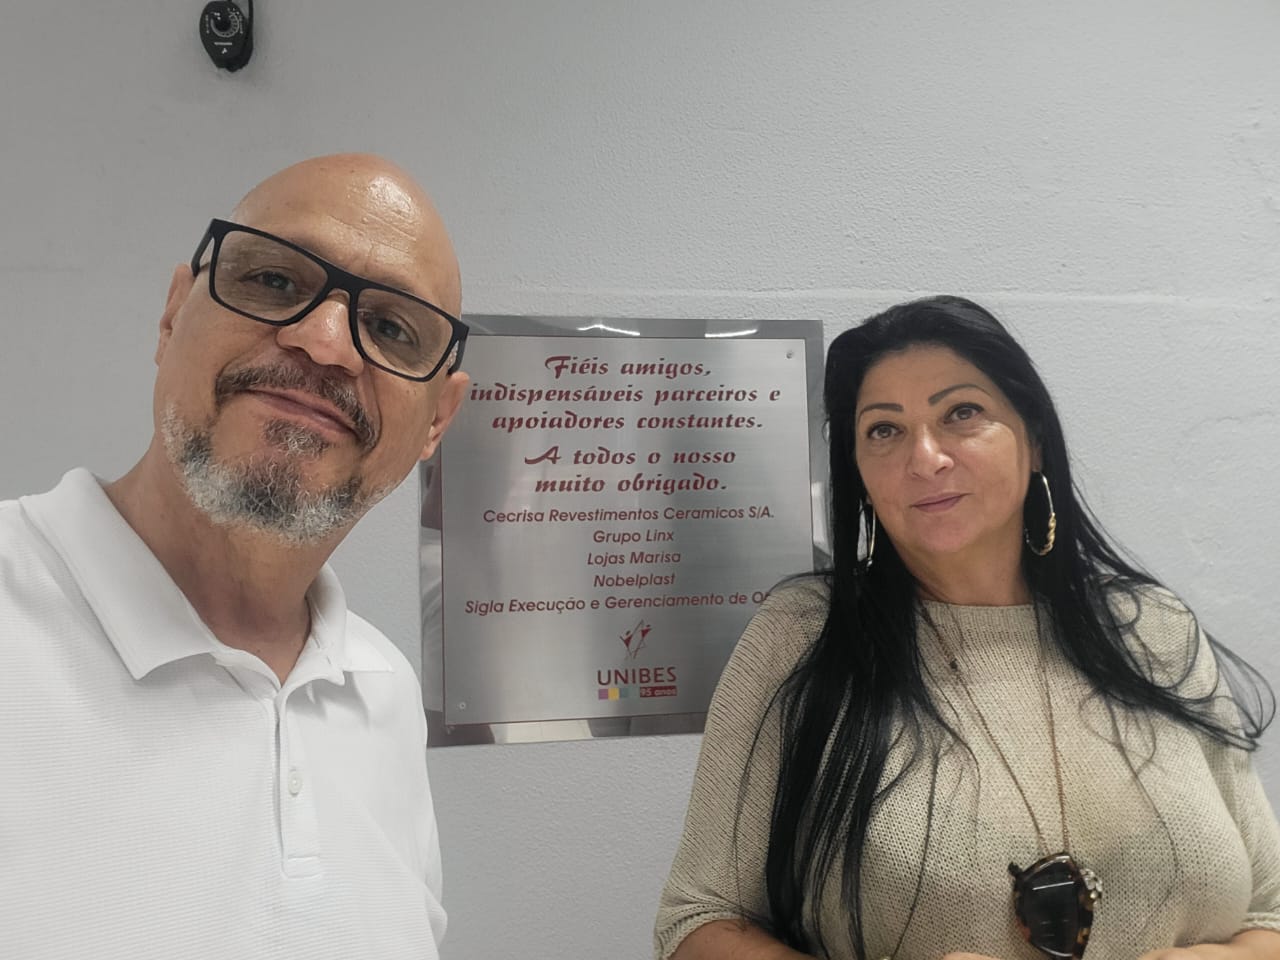 Fiéis amigos,
indispensáveis parceiros e
apoiadores constantes.
A todos o nosso
muito obrigado.
Cecrisa Revestimentos Ceramicos S/A.
Grupo Linx
Lojas Marisa
Nobelplast
Sigla Execução e Gerenciamento de
UNIBES
95 anos